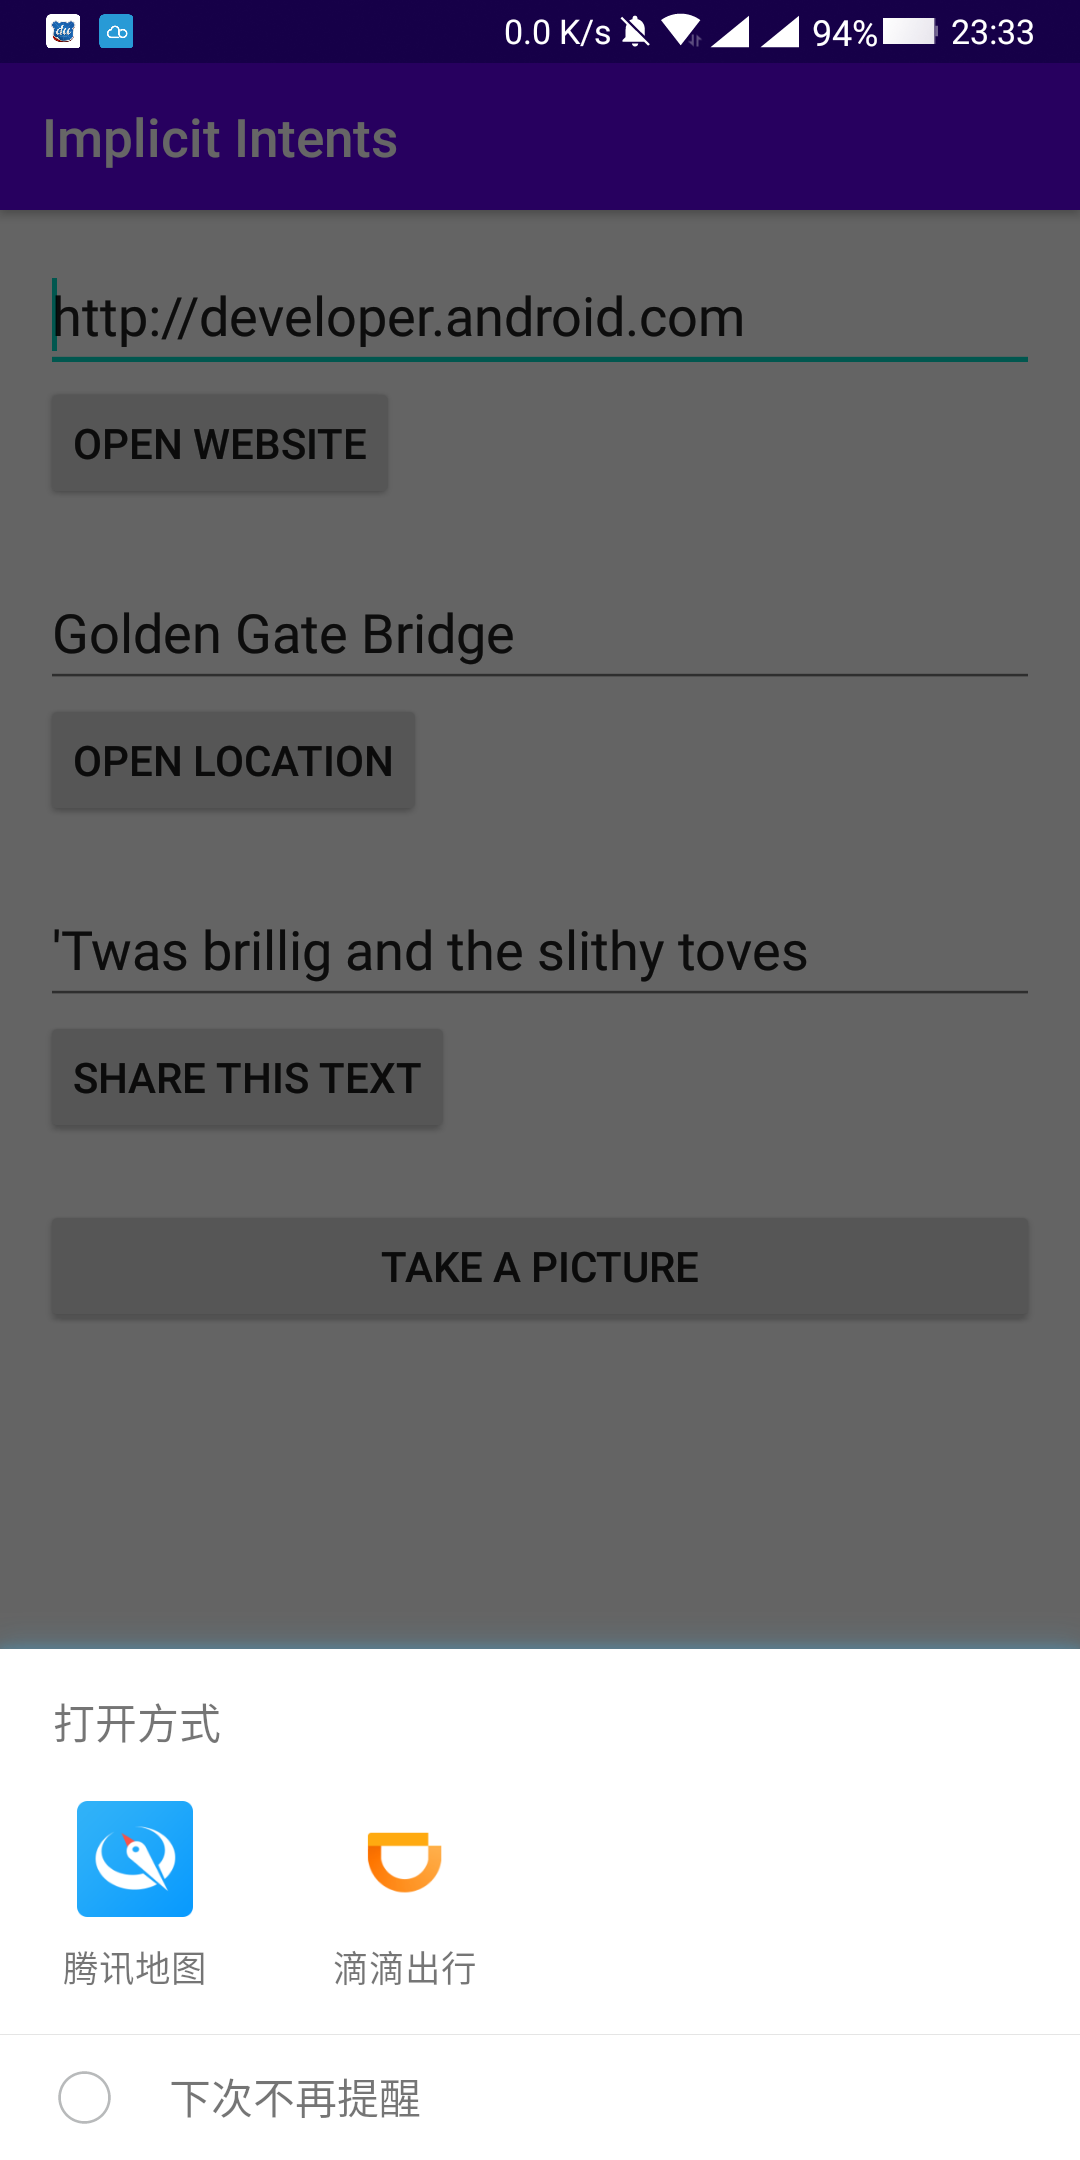 0.0 K/s 94% 23:33
Implicit Intents
http://developer.android.com
OPEN WEBSITE
Golden Gate Bridge
OPEN LOCATION
'Twas brillig and the slithy toves
SHARE THIS TEXT
TAKE A PICTURE
打开方式
腾讯地图 滴滴出行
下次不再提醒